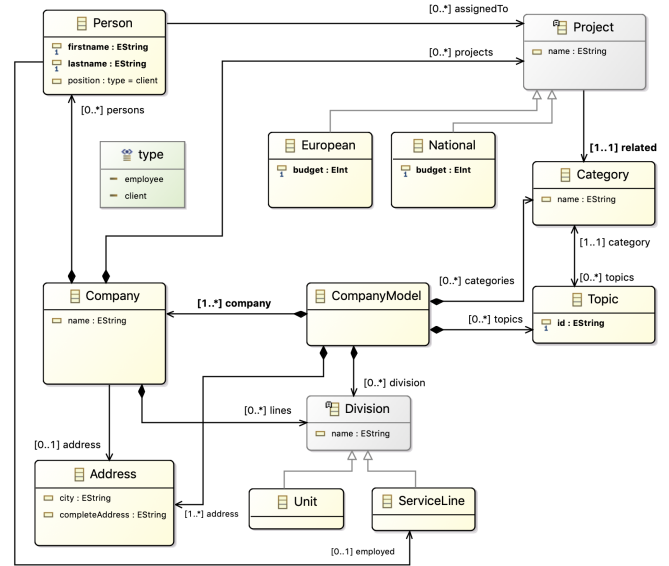 Person
firstname : EString
lastname : EString
position : type = client
[0..*] assignedTo
Project
name : EString
[0..*] projects
[0..*] persons
type
employee
client
European
budget : EInt
National
budget : EInt
[1..1] related
Category
name : EString
[1..1] category
[0..*] topics
Company
name : EString
[1..*] company
CompanyModel
[0..*] categories
[0..*] topics
Topic
id : EString
[0..*] division
[0..*] lines
Division
name : EString
[0..1] address
Address
city : EString
completeAddress : EString
[1..*] address
Unit
ServiceLine
[0..1] employed